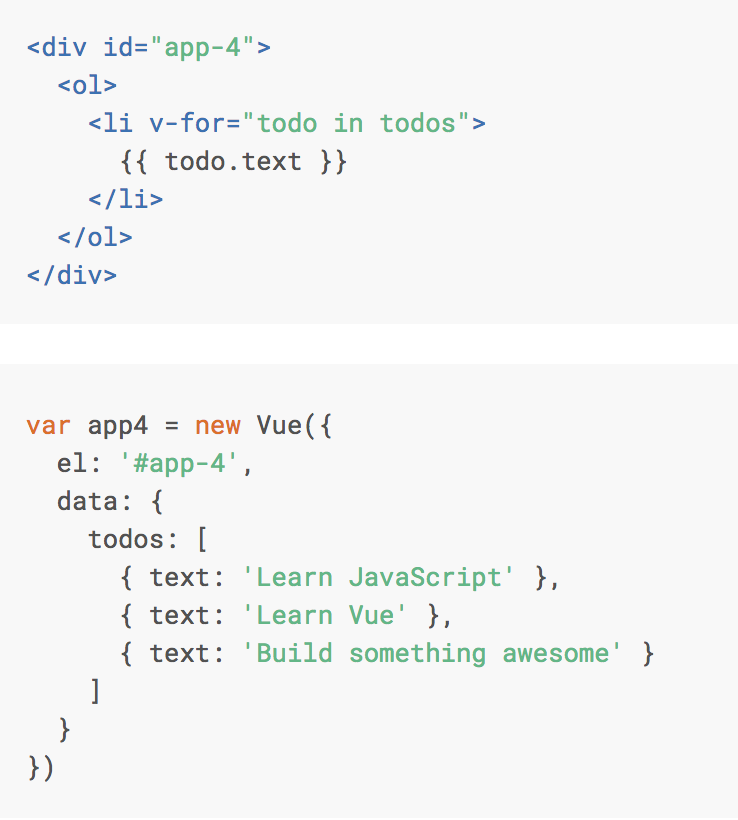 <div id="app-4">
  <ol>
    <li v-for="todo in todos">
      {{ todo.text }}
    </li>
  </ol>
</div>
var app4 = new Vue({
  el: '#app-4',
  data: {
    todos: [
      { text: 'Learn JavaScript' },
      { text: 'Learn Vue' },
      { text: 'Build something awesome' }
    ]
  }
})